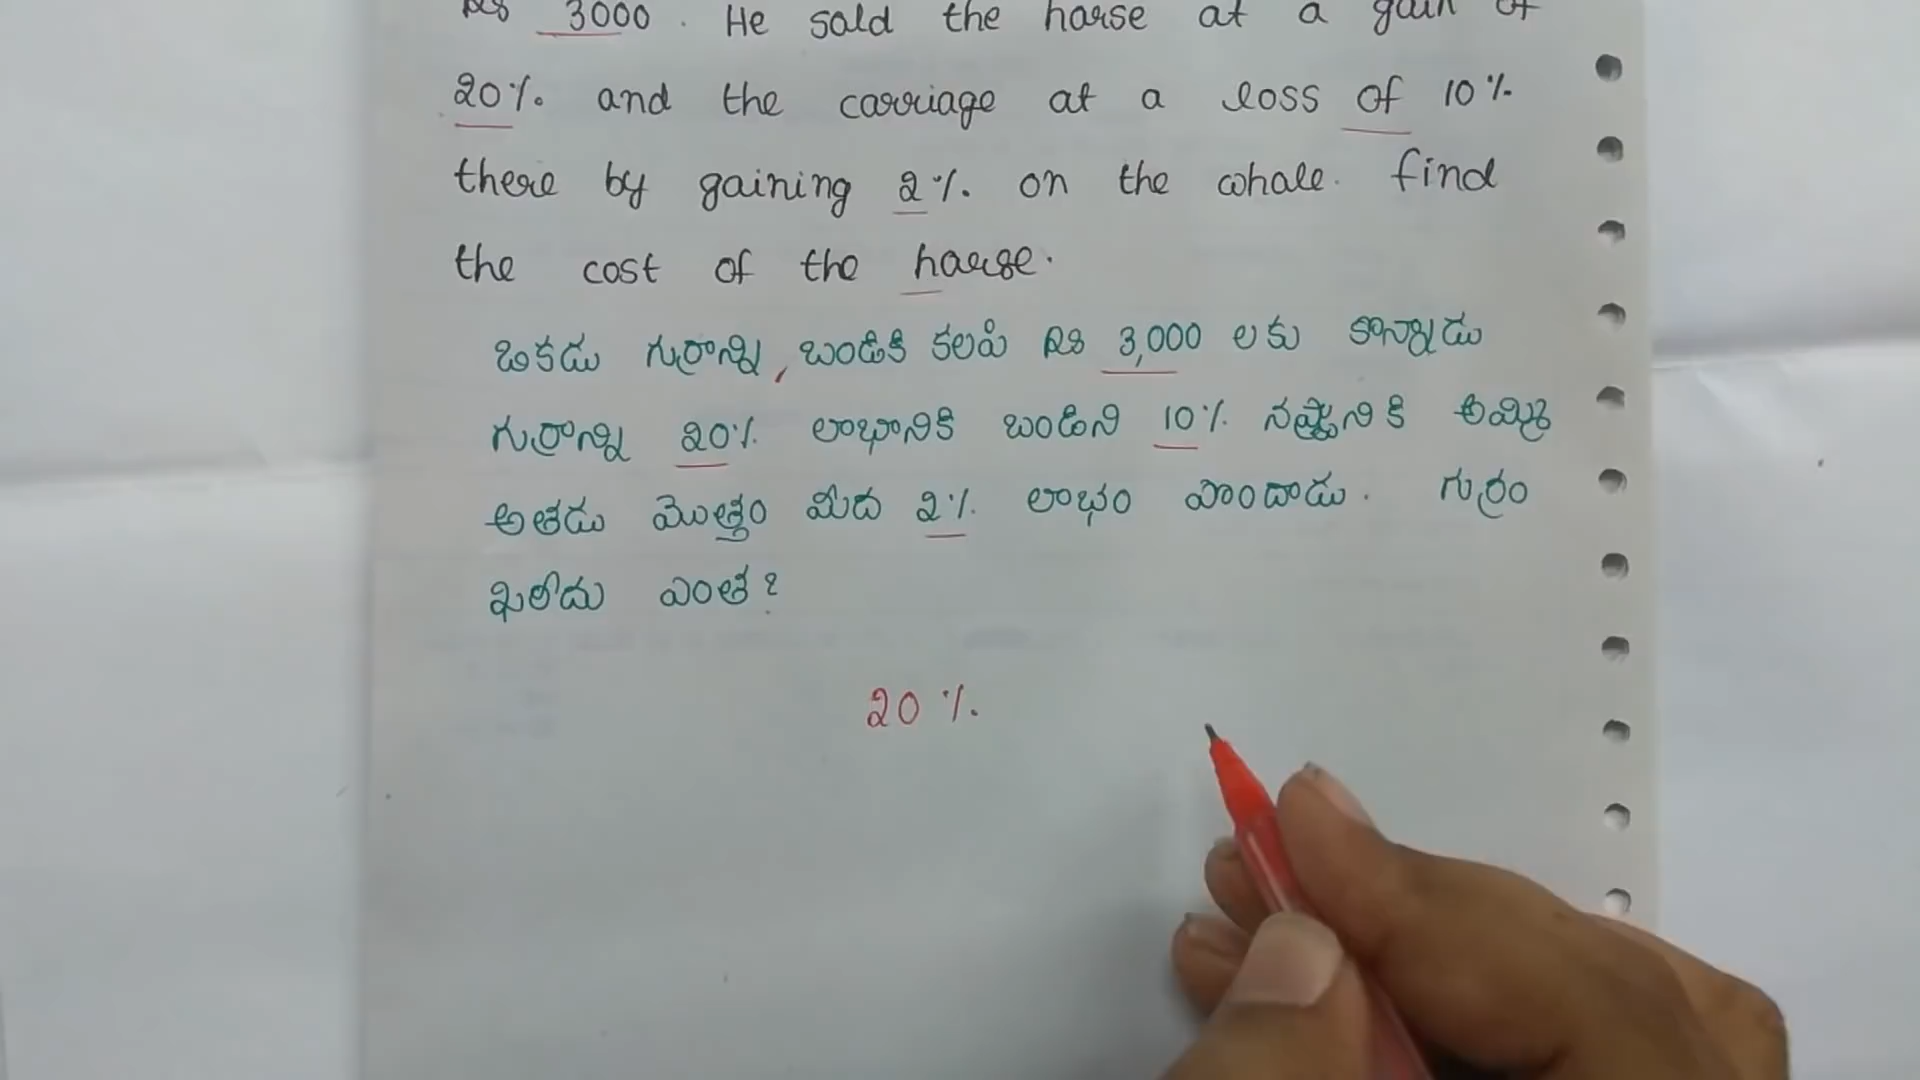 Rs 3000. He sold the horse at a gain of
20%. and the carriage at a loss of 10%.
there by gaining 2%. on the whole. find
the cost of the horse.
ఒకడు గుర్రాన్ని, బండికి కలిపి Rs 3,000 లకు కొన్నాడు
గుర్రాన్ని 20%. లాభానికి బండిని 10%. నష్టానికి అమ్మి
అతడు మొత్తం మీద 2%. లాభం పొందాడు. గుర్రం
ఖరీదు ఎంత?
20%.